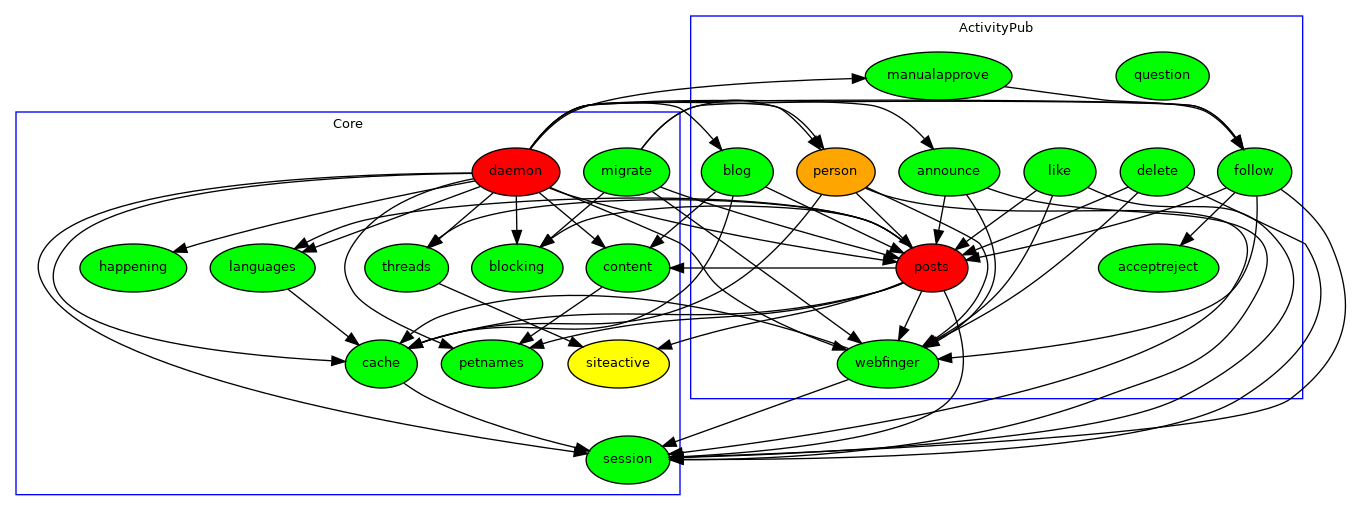 ActivityPub
manualapprove
question
Core
daemon
migrate
blog
person
announce
like
delete
follow
happening
languages
threads
blocking
content
posts
acceptreject
cache
petnames
siteactive
webfinger
session